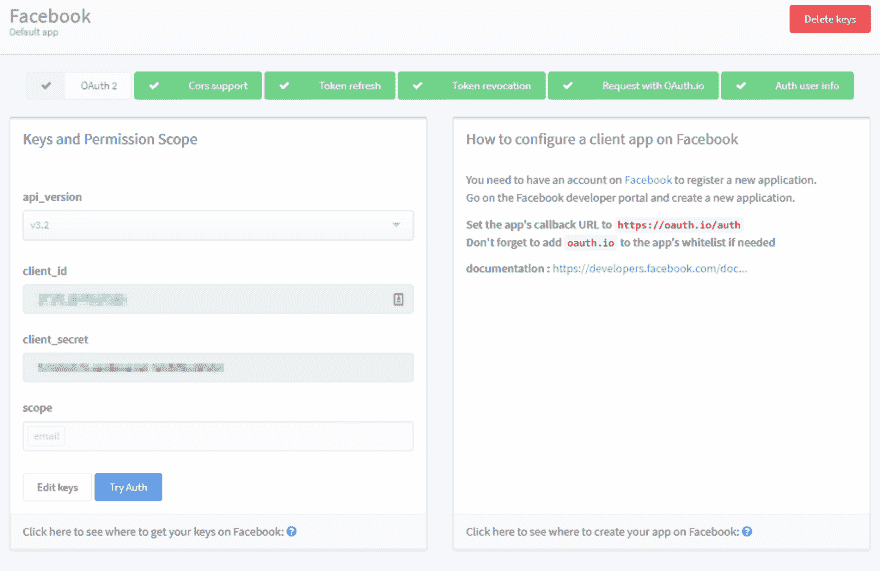 Facebook
Default app
Delete keys
OAuth 2
Cors support
Token refresh
Token revocation
Request with OAuth.io
Auth user info
Keys and Permission Scope
api_version
v3.2
client_id
client_secret
scope
email
Edit keys
Try Auth
Click here to see where to get your keys on Facebook:
How to configure a client app on Facebook
You need to have an account on Facebook to register a new application.
Go on the Facebook developer portal and create a new application.
Set the app's callback URL to https://oauth.io/auth
Don't forget to add oauth.io to the app's whitelist if needed
documentation : https://developers.facebook.com/doc...
Click here to see where to create your app on Facebook: